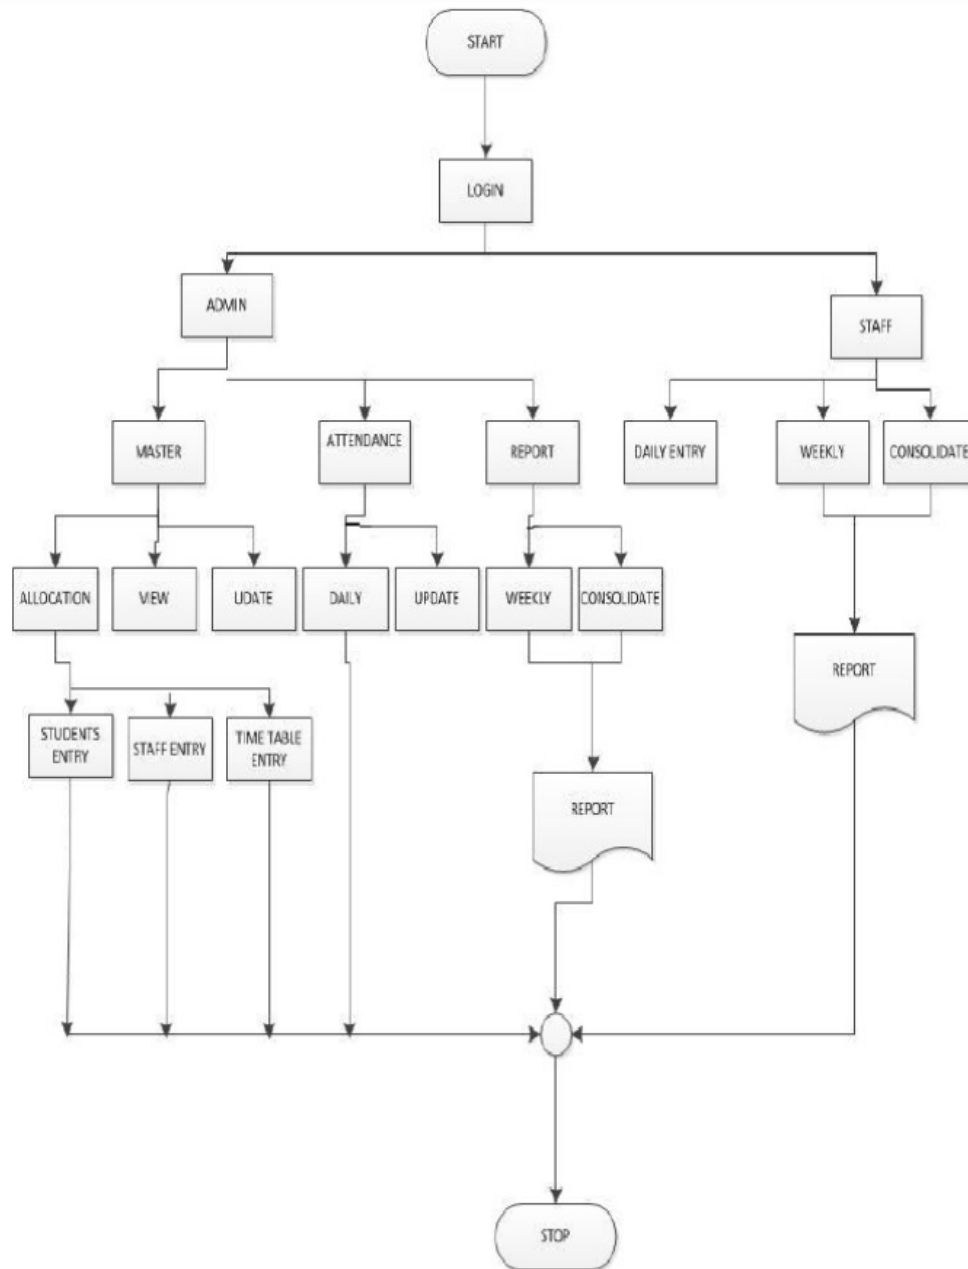 START
LOGIN
ADMIN
STAFF
MASTER
ATTENDANCE
REPORT
DAILY ENTRY
WEEKLY
CONSOLIDATE
ALLOCATION
VIEW
UDATE
DAILY
UPDATE
WEEKLY
CONSOLIDATE
REPORT
STUDENTS
ENTRY
STAFF ENTRY
TIME TABLE
ENTRY
REPORT
STOP